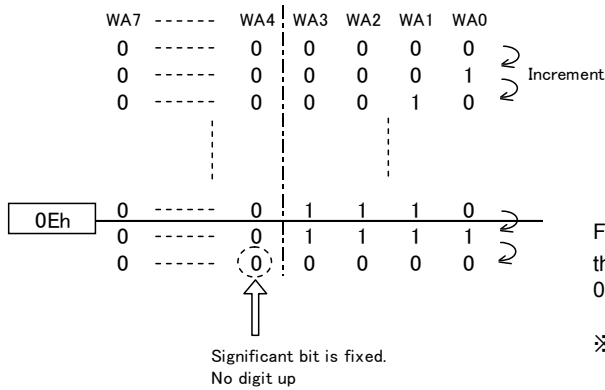 WA7 ------ WA4 WA3 WA2 WA1 WA0
0 ------ 0 0 0 0 0
0 ------ 0 0 0 0 1
Increment
0 ------ 0 0 0 1 0
0 ------ 0 1 1 1 0
0Eh
0 ------ 0 1 1 1 1
0 ------ 0 0 0 0 0
Significant bit is fixed.
No digit up
F
th
0
※